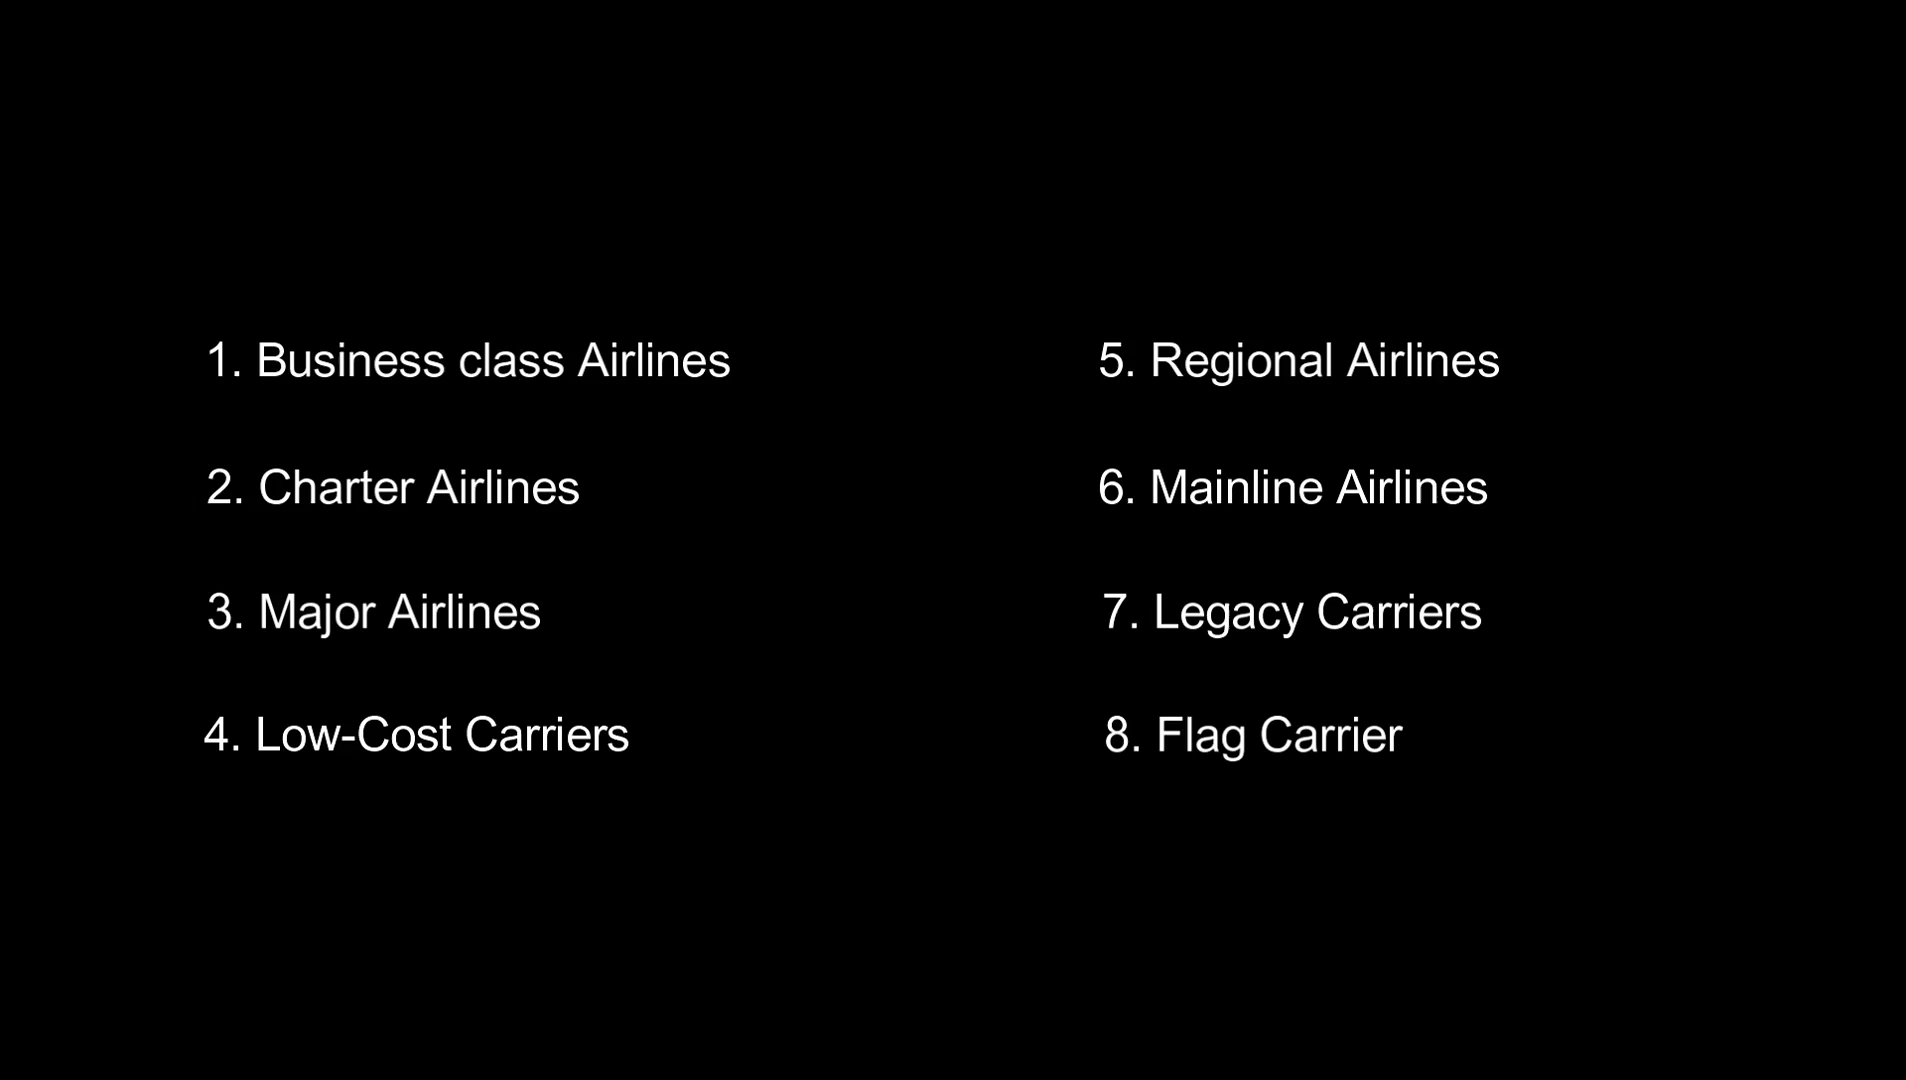 1. Business class Airlines
2. Charter Airlines
3. Major Airlines
4. Low-Cost Carriers
5. Regional Airlines
6. Mainline Airlines
7. Legacy Carriers
8. Flag Carrier